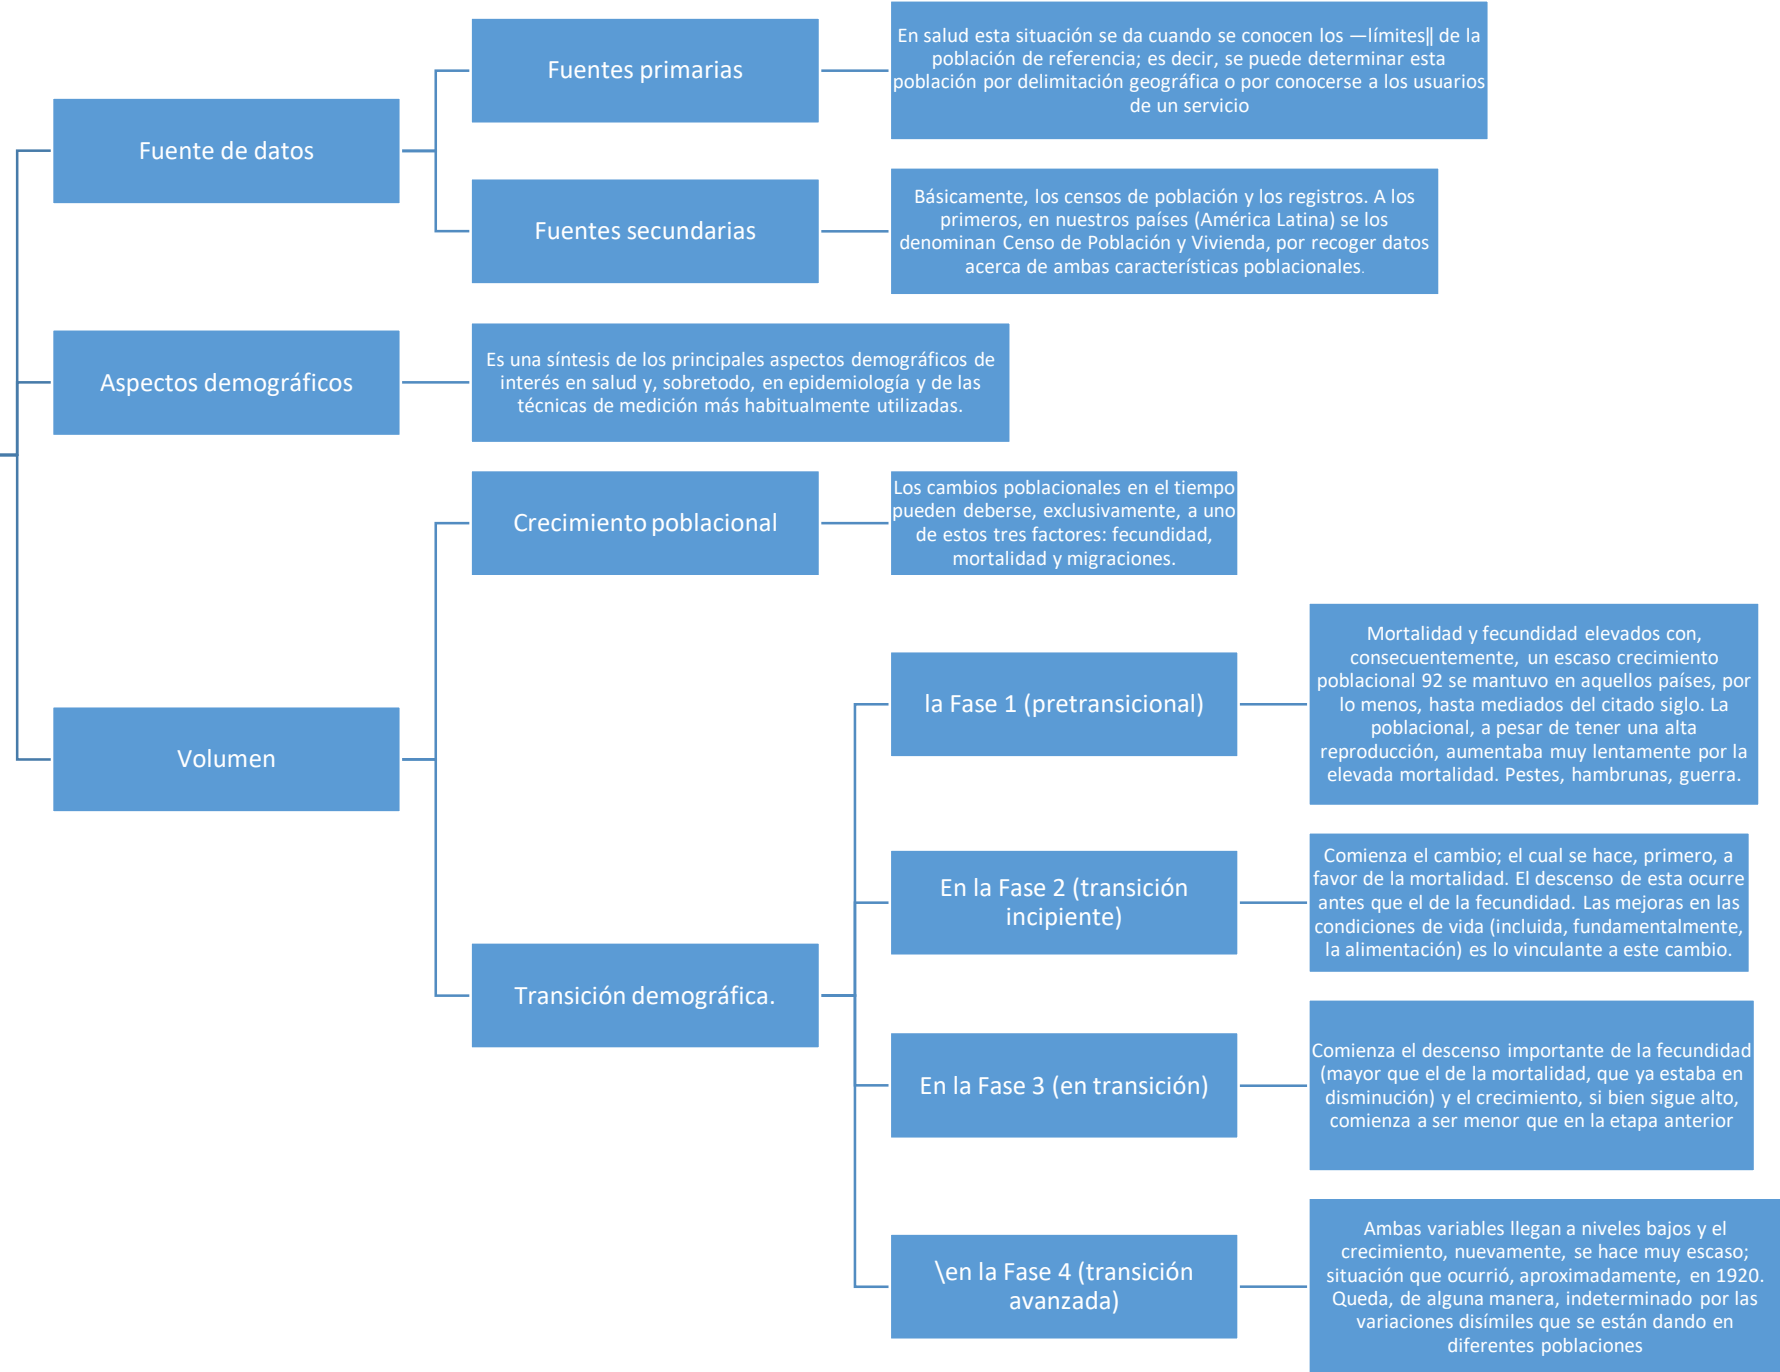 Fuente de datos
Fuentes primarias
En salud esta situación se da cuando se conocen los —límites‖ de la
población de referencia; es decir, se puede determinar esta
población por delimitación geográfica o por conocerse a los usuarios
de un servicio
Fuentes secundarias
Básicamente, los censos de población y los registros. A los
primeros, en nuestros países (América Latina) se los
denominan Censo de Población y Vivienda, por recoger datos
acerca de ambas características poblacionales.
Aspectos demográficos
Es una síntesis de los principales aspectos demográficos de
interés en salud y, sobretodo, en epidemiología y de las
técnicas de medición más habitualmente utilizadas.
Volumen
Crecimiento poblacional
Los cambios poblacionales en el tiempo
pueden deberse, exclusivamente, a uno
de estos tres factores: fecundidad,
mortalidad y migraciones.
Transición demográfica.
la Fase 1 (pretransicional)
Mortalidad y fecundidad elevados con,
consecuentemente, un escaso crecimiento
poblacional 92 se mantuvo en aquellos países, por
lo menos, hasta mediados del citado siglo. La
poblacional, a pesar de tener una alta
reproducción, aumentaba muy lentamente por la
elevada mortalidad. Pestes, hambrunas, guerra.
En la Fase 2 (transición
incipiente)
Comienza el cambio; el cual se hace, primero, a
favor de la mortalidad. El descenso de esta ocurre
antes que el de la fecundidad. Las mejoras en las
condiciones de vida (incluida, fundamentalmente,
la alimentación) es lo vinculante a este cambio.
En la Fase 3 (en transición)
Comienza el descenso importante de la fecundidad
(mayor que el de la mortalidad, que ya estaba en
disminución) y el crecimiento, si bien sigue alto,
comienza a ser menor que en la etapa anterior
\en la Fase 4 (transición
avanzada)
Ambas variables llegan a niveles bajos y el
crecimiento, nuevamente, se hace muy escaso;
situación que ocurrió, aproximadamente, en 1920.
Queda, de alguna manera, indeterminado por las
variaciones disímiles que se están dando en
diferentes poblaciones